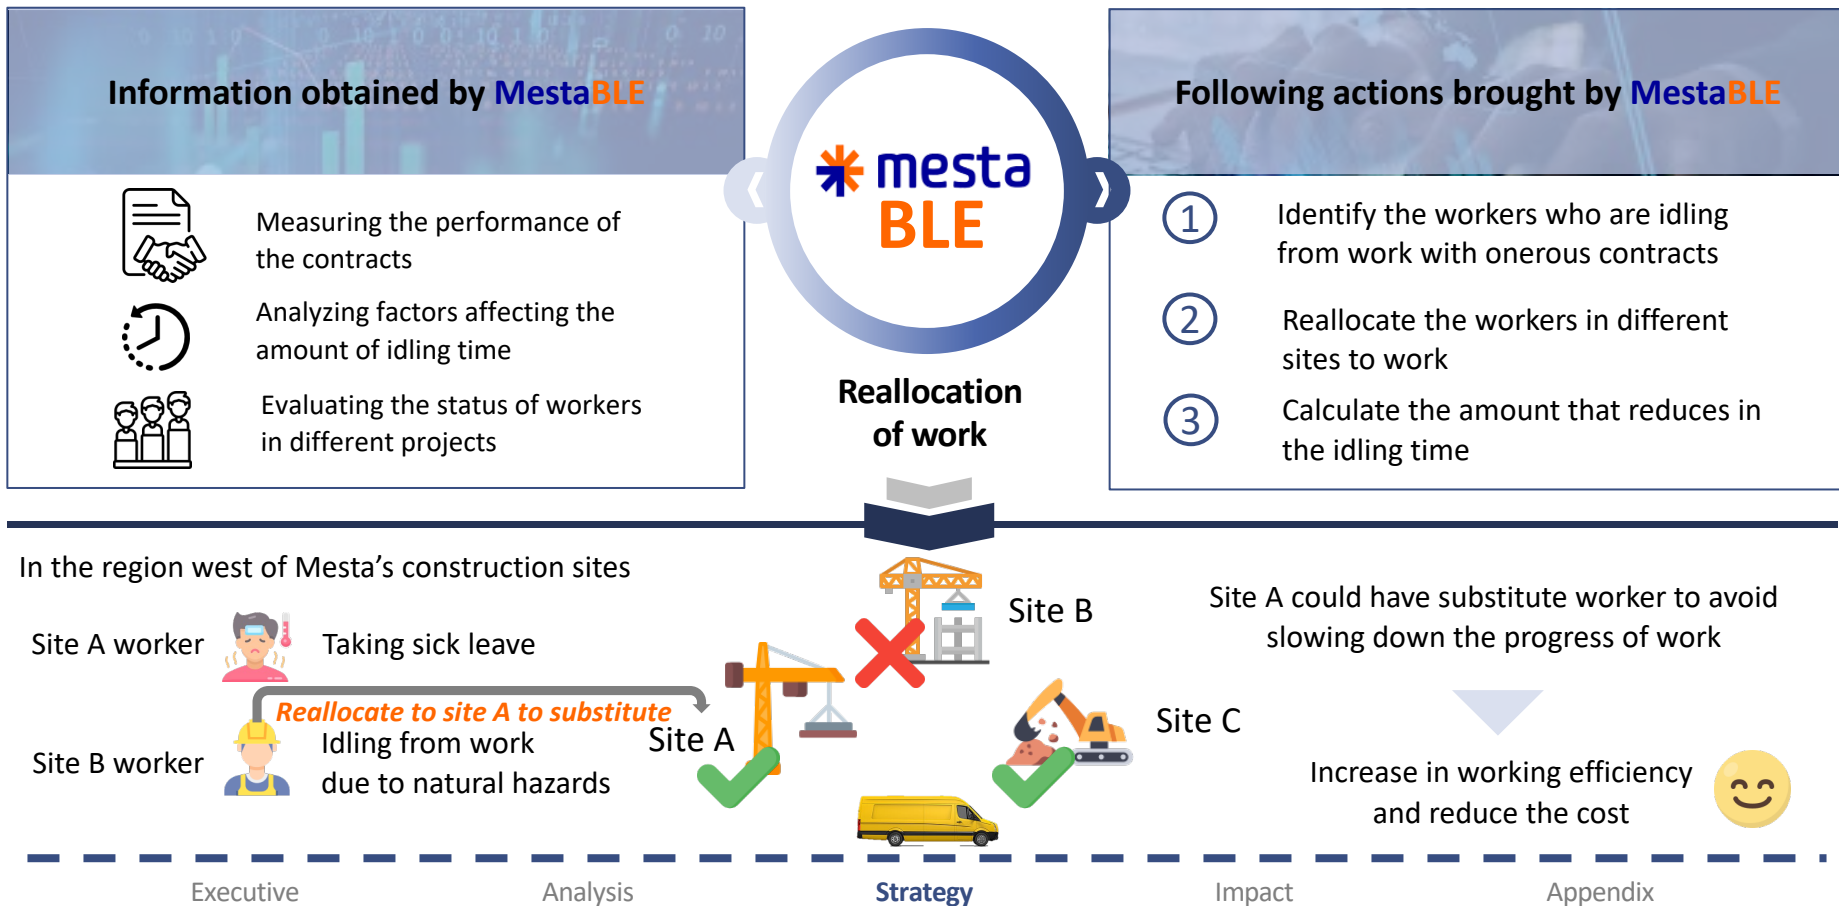 Information obtained by MestaBLE
Measuring the performance of
the contracts
Analyzing factors affecting the
amount of idling time
Evaluating the status of workers
in different projects
mesta
BLE
Reallocation
of work
Following actions brought by MestaBLE
1
Identify the workers who are idling
from work with onerous contracts
2
Reallocate the workers in different
sites to work
3
Calculate the amount that reduces in
the idling time
In the region west of Mesta’s construction sites
Site A worker
Taking sick leave
Reallocate to site A to substitute
Site B worker
Idling from work
due to natural hazards
Site A
Site B
Site C
Site A could have substitute worker to avoid
slowing down the progress of work
Increase in working efficiency
and reduce the cost
Executive
Analysis
Strategy
Impact
Appendix